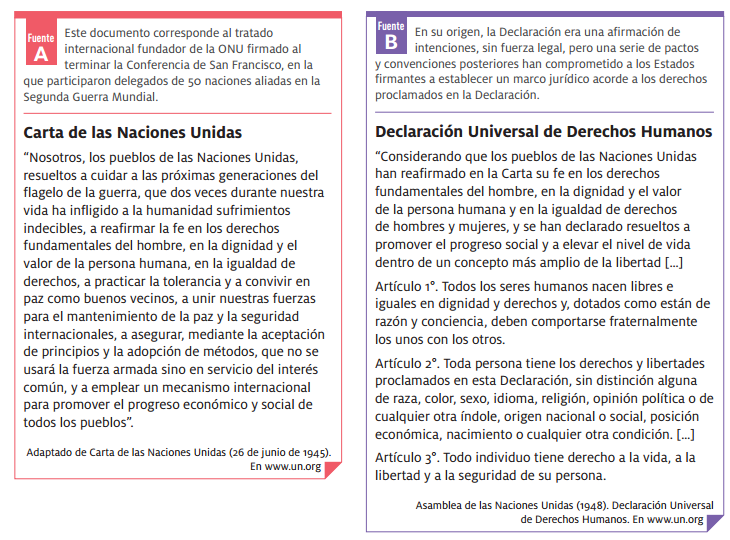 Fuente
A
Este documento corresponde al tratado
internacional fundador de la ONU firmado al
terminar la Conferencia de San Francisco, en la
que participaron delegados de 50 naciones aliadas en la
Segunda Guerra Mundial.
Carta de las Naciones Unidas
“Nosotros, los pueblos de las Naciones Unidas,
resueltos a cuidar a las próximas generaciones del
flagelo de la guerra, que dos veces durante nuestra
vida ha infligido a la humanidad sufrimientos
indecibles, a reafirmar la fe en los derechos
fundamentales del hombre, en la dignidad y el
valor de la persona humana, en la igualdad de
derechos, a practicar la tolerancia y a convivir en
paz como buenos vecinos, a unir nuestras fuerzas
para el mantenimiento de la paz y la seguridad
internacionales, a asegurar, mediante la aceptación
de principios y la adopción de métodos, que no se
usará la fuerza armada sino en servicio del interés
común, y a emplear un mecanismo internacional
para promover el progreso económico y social de
todos los pueblos”.
Adaptado de Carta de las Naciones Unidas (26 de junio de 1945).
En www.un.org
Fuente
B
En su origen, la Declaración era una afirmación de
intenciones, sin fuerza legal, pero una serie de pactos
y convenciones posteriores han comprometido a los Estados
firmantes a establecer un marco jurídico acorde a los derechos
proclamados en la Declaración.
Declaración Universal de Derechos Humanos
“Considerando que los pueblos de las Naciones Unidas
han reafirmado en la Carta su fe en los derechos
fundamentales del hombre, en la dignidad y el valor
de la persona humana y en la igualdad de derechos
de hombres y mujeres, y se han declarado resueltos a
promover el progreso social y a elevar el nivel de vida
dentro de un concepto más amplio de la libertad […]
Artículo 1°. Todos los seres humanos nacen libres e
iguales en dignidad y derechos y, dotados como están de
razón y conciencia, deben comportarse fraternalmente
los unos con los otros.
Artículo 2°. Toda persona tiene los derechos y libertades
proclamados en esta Declaración, sin distinción alguna
de raza, color, sexo, idioma, religión, opinión política o de
cualquier otra índole, origen nacional o social, posición
económica, nacimiento o cualquier otra condición. […]
Artículo 3°. Todo individuo tiene derecho a la vida, a la
libertad y a la seguridad de su persona.
Asamblea de las Naciones Unidas (1948). Declaración Universal
de Derechos Humanos. En www.un.org